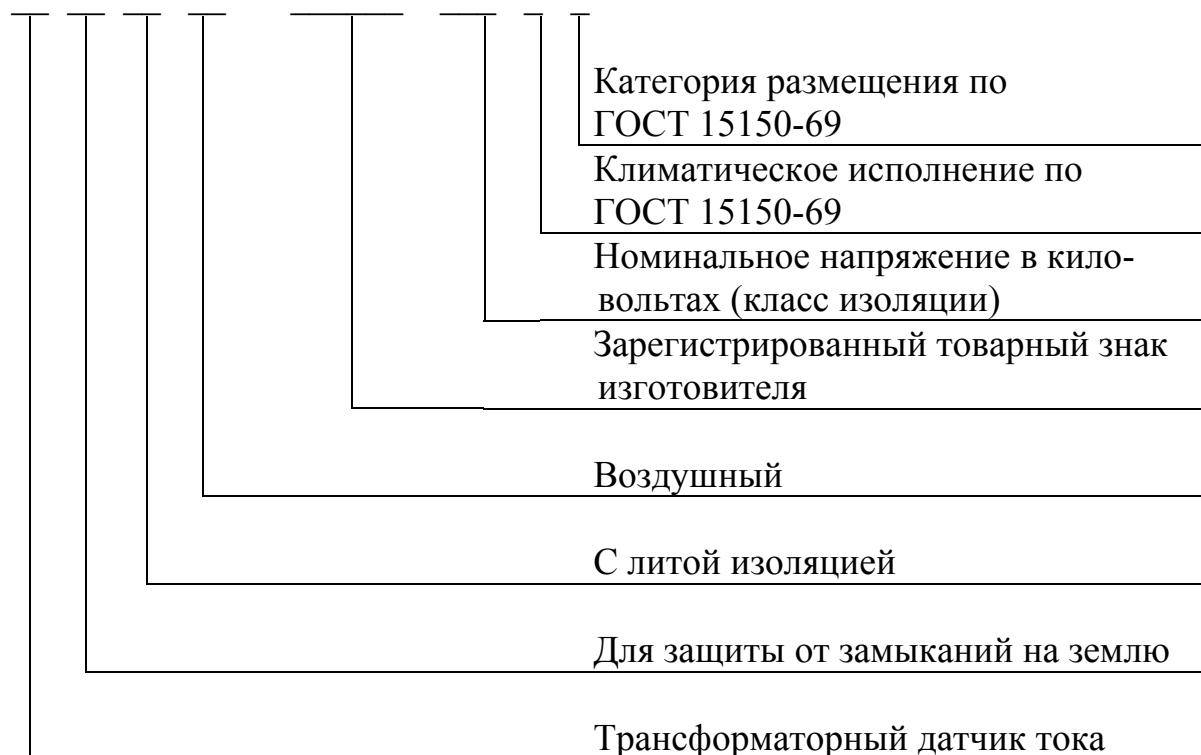 Категория размещения по
ГОСТ 15150-69
Климатическое исполнение по
ГОСТ 15150-69
Номинальное напряжение в кило-
вольтах (класс изоляции)
Зарегистрированный товарный знак
изготовителя
Воздушный
С литой изоляцией
Для защиты от замыканий на землю
Трансформаторный датчик тока